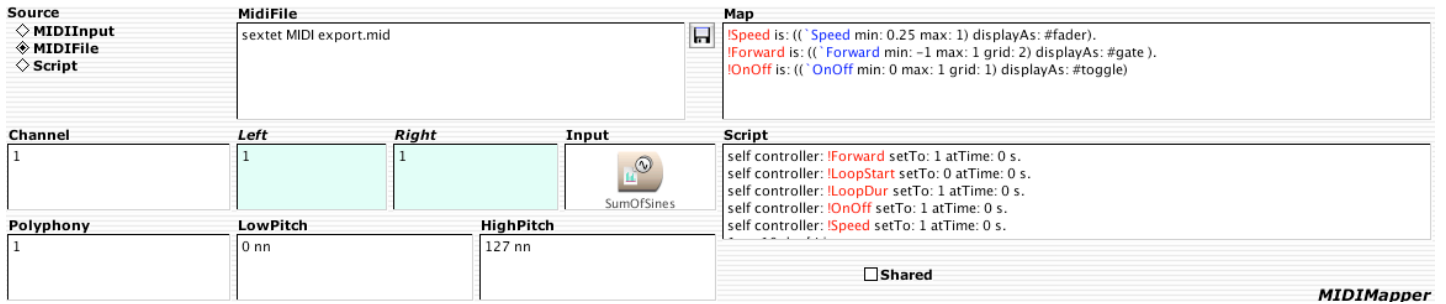 Source
MIDIInput
MIDIFile
Script
MidiFile
sextet MIDI export.mid
Map
!Speed is: ((`Speed min: 0.25 max: 1) displayAs: #fader).
!Forward is: ((`Forward min: -1 max: 1 grid: 2) displayAs: #gate ).
!OnOff is: ((`OnOff min: 0 max: 1 grid: 1) displayAs: #toggle)
Channel
1
Left
1
Right
1
Input
SumOfSines
Script
self controller: !Forward setTo: 1 atTime: 0 s.
self controller: !LoopStart setTo: 0 atTime: 0 s.
self controller: !LoopDur setTo: 1 atTime: 0 s.
self controller: !OnOff setTo: 1 atTime: 0 s.
self controller: !Speed setTo: 1 atTime: 0 s.
Polyphony
1
LowPitch
0 nn
HighPitch
127 nn
Shared
MIDIMapper